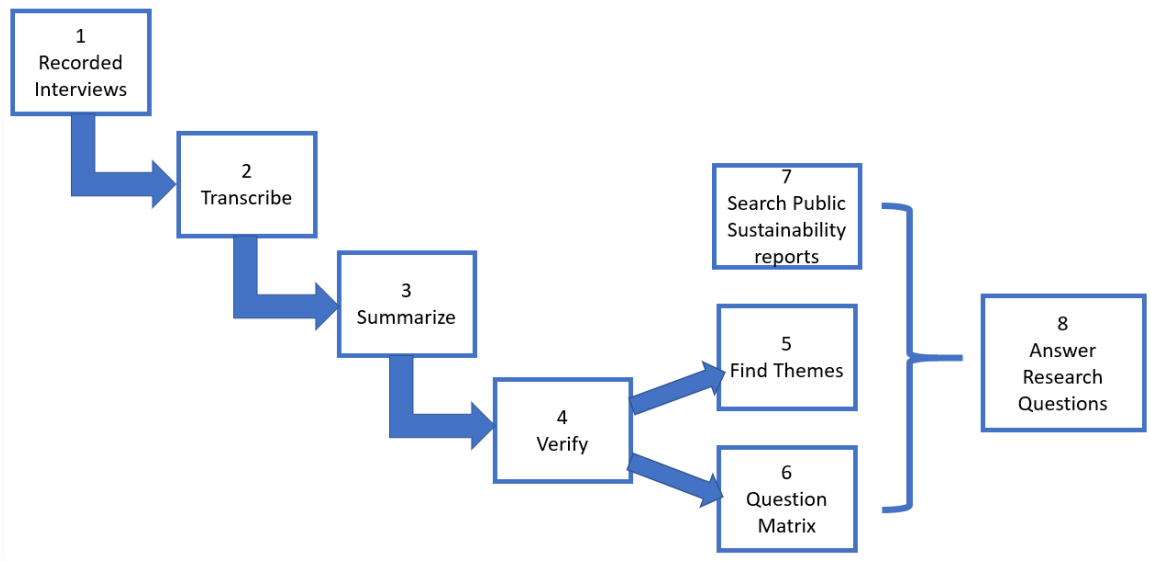 1
Recorded
Interviews
2
Transcribe
3
Summarize
4
Verify
7
Search Public
Sustainability
reports
5
Find Themes
6
Question
Matrix
8
Answer
Research
Questions